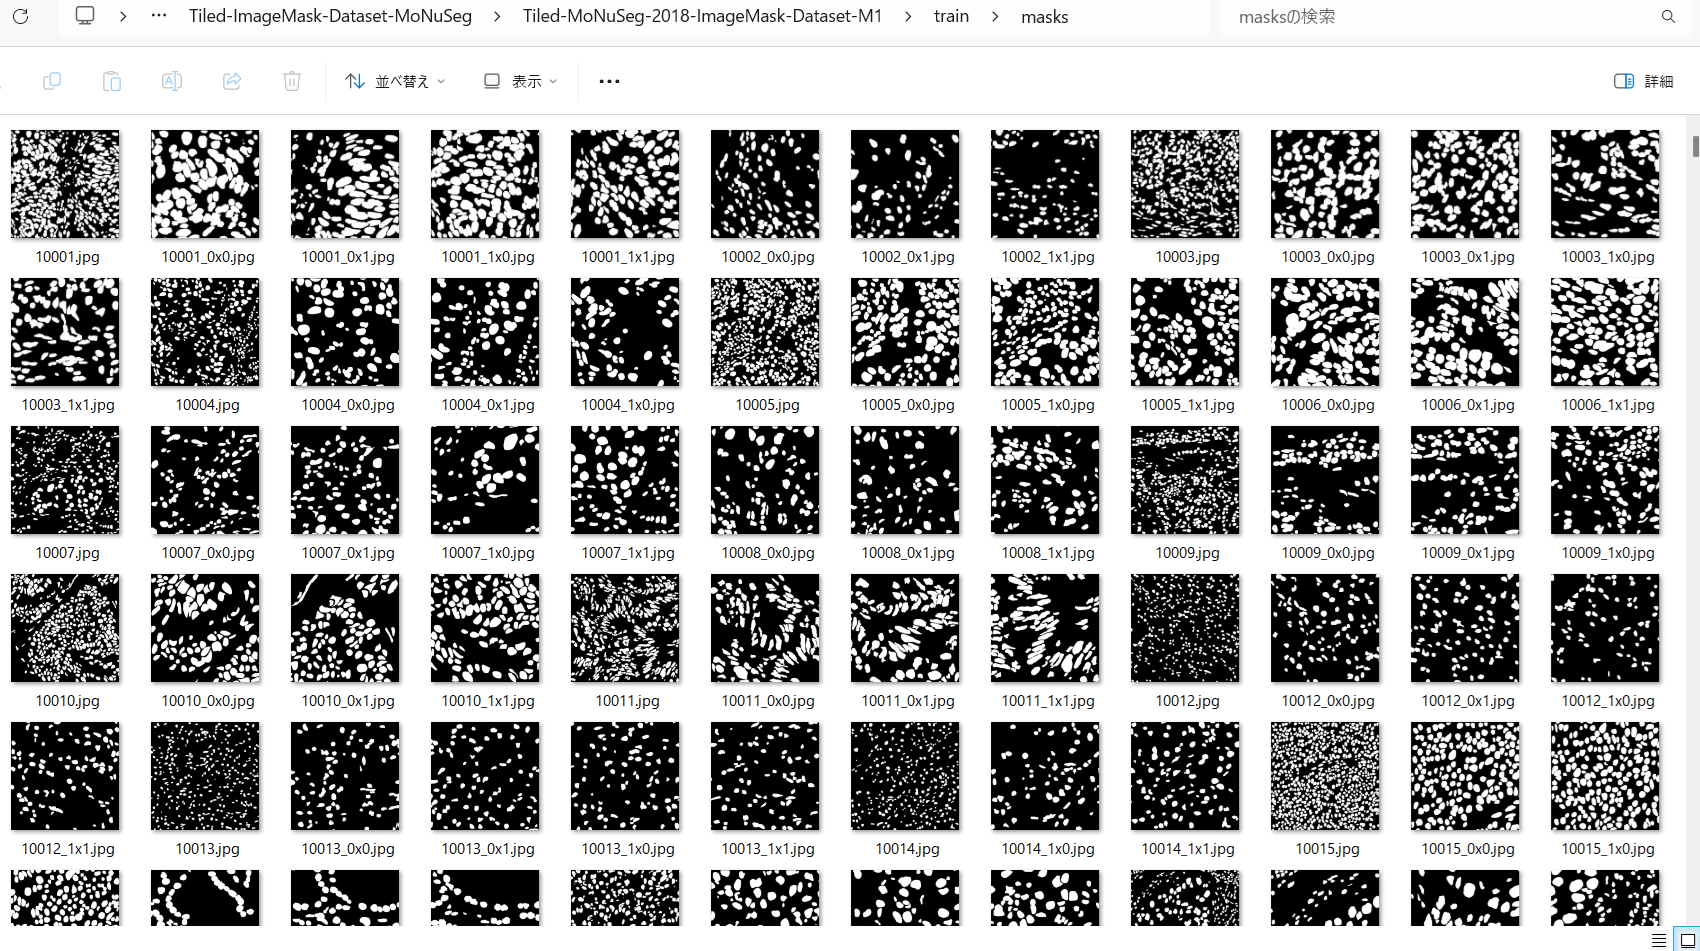 Tiled-ImageMask-Dataset-MoNuSeg > Tiled-MoNuSeg-2018-ImageMask-Dataset-M1 > train > masks
masksの検索
並べ替え
表示
詳細
10001.jpg 10001_0x0.jpg 10001_0x1.jpg 10001_1x0.jpg 10001_1x1.jpg 10002_0x0.jpg 10002_0x1.jpg 10002_1x1.jpg 10003.jpg 10003_0x0.jpg 10003_0x1.jpg 10003_1x0.jpg
10003_1x1.jpg 10004.jpg 10004_0x0.jpg 10004_0x1.jpg 10004_1x0.jpg 10005.jpg 10005_0x0.jpg 10005_1x0.jpg 10005_1x1.jpg 10006_0x0.jpg 10006_0x1.jpg 10006_1x1.jpg
10007.jpg 10007_0x0.jpg 10007_0x1.jpg 10007_1x0.jpg 10007_1x1.jpg 10008_0x0.jpg 10008_0x1.jpg 10008_1x1.jpg 10009.jpg 10009_0x0.jpg 10009_0x1.jpg 10009_1x0.jpg
10010.jpg 10010_0x0.jpg 10010_0x1.jpg 10010_1x1.jpg 10011.jpg 10011_0x0.jpg 10011_0x1.jpg 10011_1x1.jpg 10012.jpg 10012_0x0.jpg 10012_0x1.jpg 10012_1x0.jpg
10012_1x1.jpg 10013.jpg 10013_0x0.jpg 10013_0x1.jpg 10013_1x0.jpg 10013_1x1.jpg 10014.jpg 10014_1x0.jpg 10014_1x1.jpg 10015.jpg 10015_0x0.jpg 10015_1x0.jpg